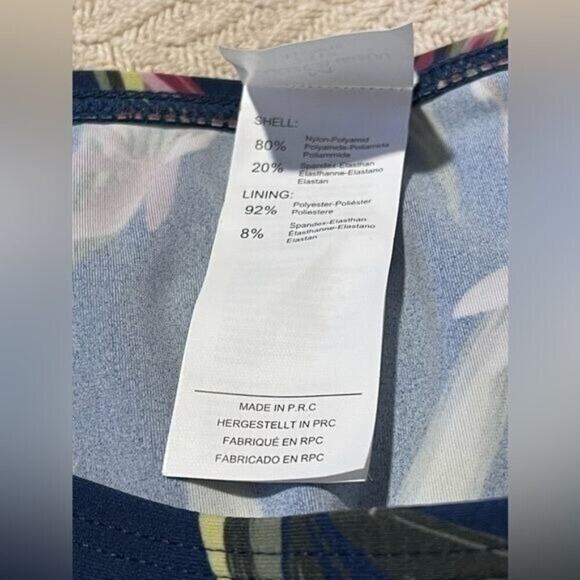 SHELL:
80% Nylon-Polyamid
Polyamide-Poliamida
Poliammide
20% Spandex-Elasthan
Élasthanne-Elastano
Elastan
LINING:
92% Polyester-Poliéster
Poliestere
8% Spandex-Elasthan
Élasthanne-Elastano
Elastan
MADE IN P.R.C
HERGESTELLT IN PRC
FABRIQUÉ EN RPC
FABRICADO EN RPC